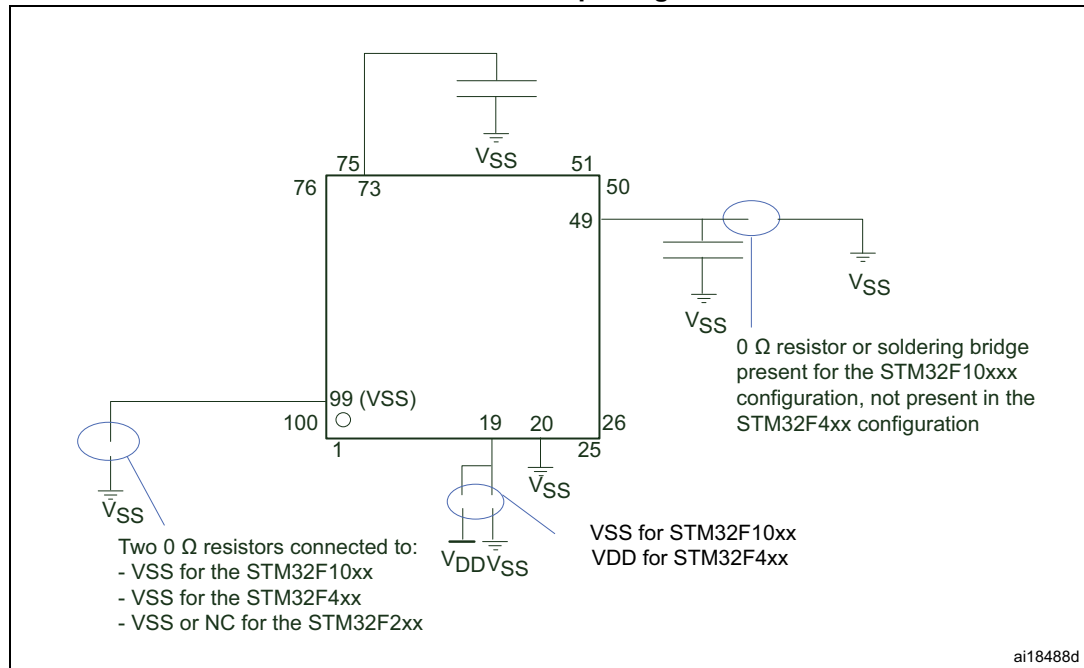 VSS
75
51
76
73
50
49
VSS
VSS
0 Ω resistor or soldering bridge
present for the STM32F10xxx
configuration, not present in the
STM32F4xx configuration
99 (VSS)
100
19
20
26
1
25
VSS
VSS
VDD VSS
VSS for STM32F10xx
VDD for STM32F4xx
Two 0 Ω resistors connected to:
- VSS for the STM32F10xx
- VSS for the STM32F4xx
- VSS or NC for the STM32F2xx
ai18488d